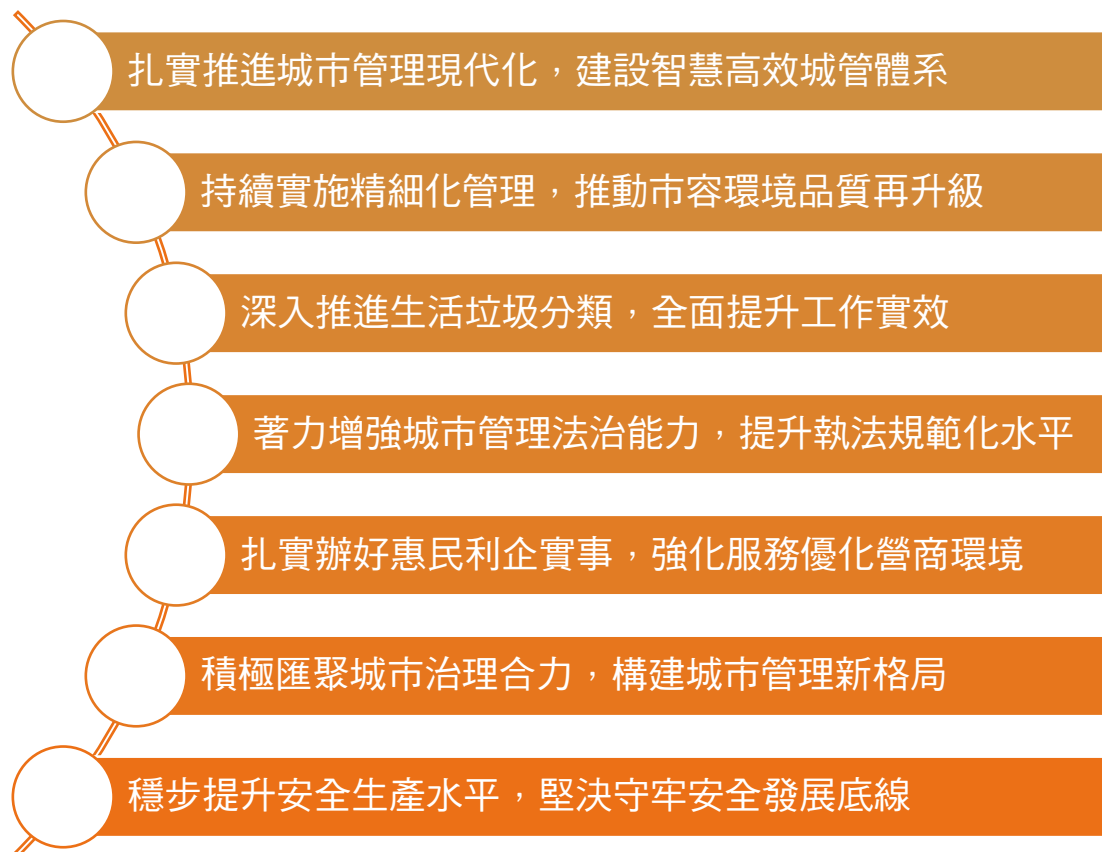 扎實推進城市管理現代化，建設智慧高效城管體系
持續實施精細化管理，推動市容環境品質再升級
深入推進生活垃圾分類，全面提升工作實效
著力增強城市管理法治能力，提升執法規範化水平
扎實辦好惠民利企實事，強化服務優化營商環境
積極匯聚城市治理合力，構建城市管理新格局
穩步提升安全生產水平，堅決守牢安全發展底線